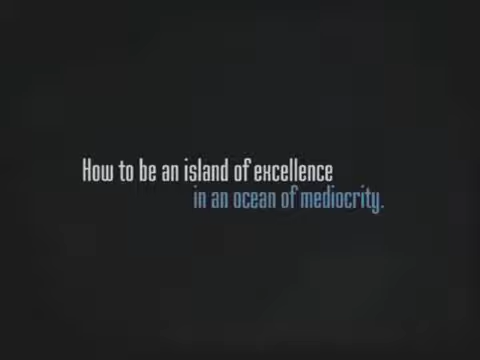 How to be an island of excellence
in an ocean of mediocrity.